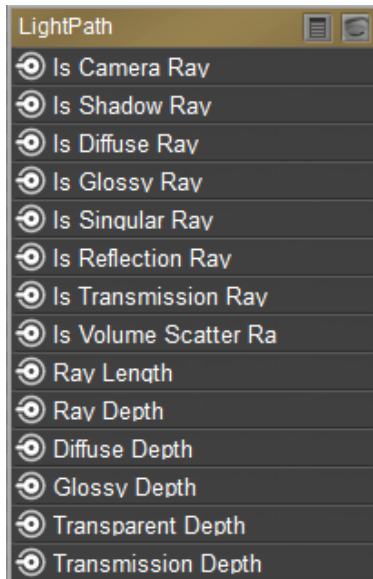 LightPath
Is Camera Ray
Is Shadow Ray
Is Diffuse Ray
Is Glossy Ray
Is Singular Ray
Is Reflection Ray
Is Transmission Ray
Is Volume Scatter Ra
Ray Length
Ray Depth
Diffuse Depth
Glossy Depth
Transparent Depth
Transmission Depth